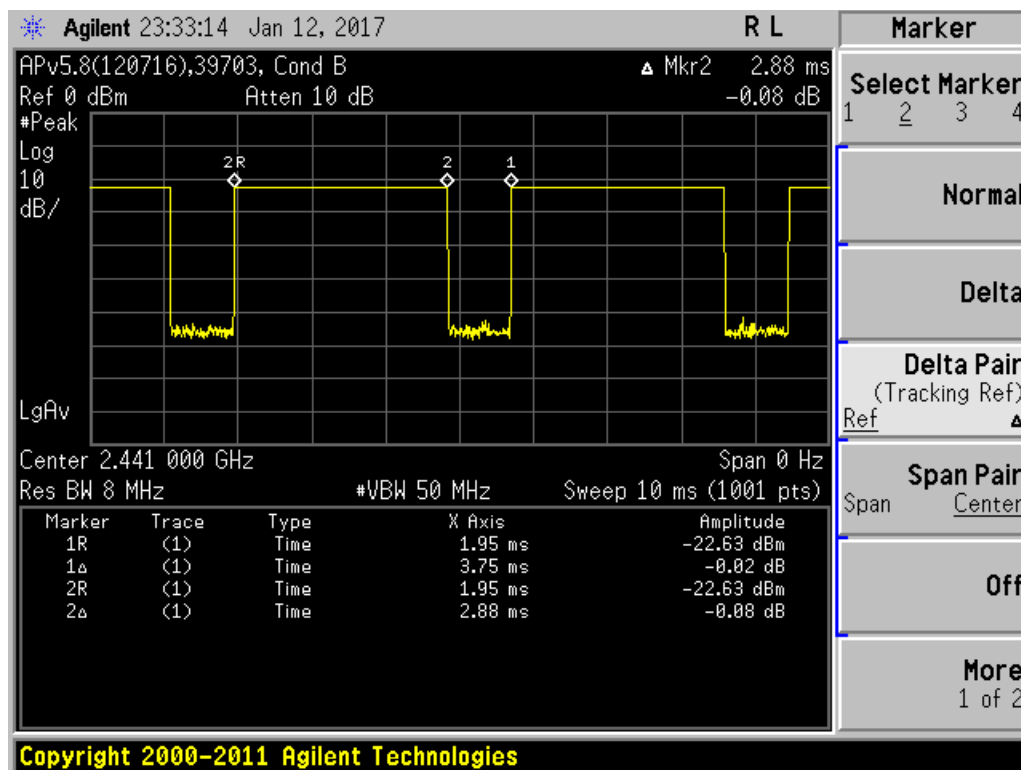 Agilent 23:33:14 Jan 12, 2017 R L
APv5.8(120716),39703, Cond B Δ Mkr2 2.88 ms
Ref 0 dBm Atten 10 dB -0.08 dB
#Peak
Log
10
dB/
2R 2 1
LgAv
Center 2.441 000 GHz Span 0 Hz
Res BW 8 MHz #VBW 50 MHz Sweep 10 ms (1001 pts)
Marker Trace Type X Axis Amplitude
1R (1) Time 1.95 ms -22.63 dBm
1Δ (1) Time 3.75 ms -0.02 dB
2R (1) Time 1.95 ms -22.63 dBm
2Δ (1) Time 2.88 ms -0.08 dB
Marker
Select Marker
1 2 3 4
Normal
Delta
Delta Pair
(Tracking Ref)
Ref Δ
Span Pair
Span Center
Off
More
1 of 2
Copyright 2000-2011 Agilent Technologies